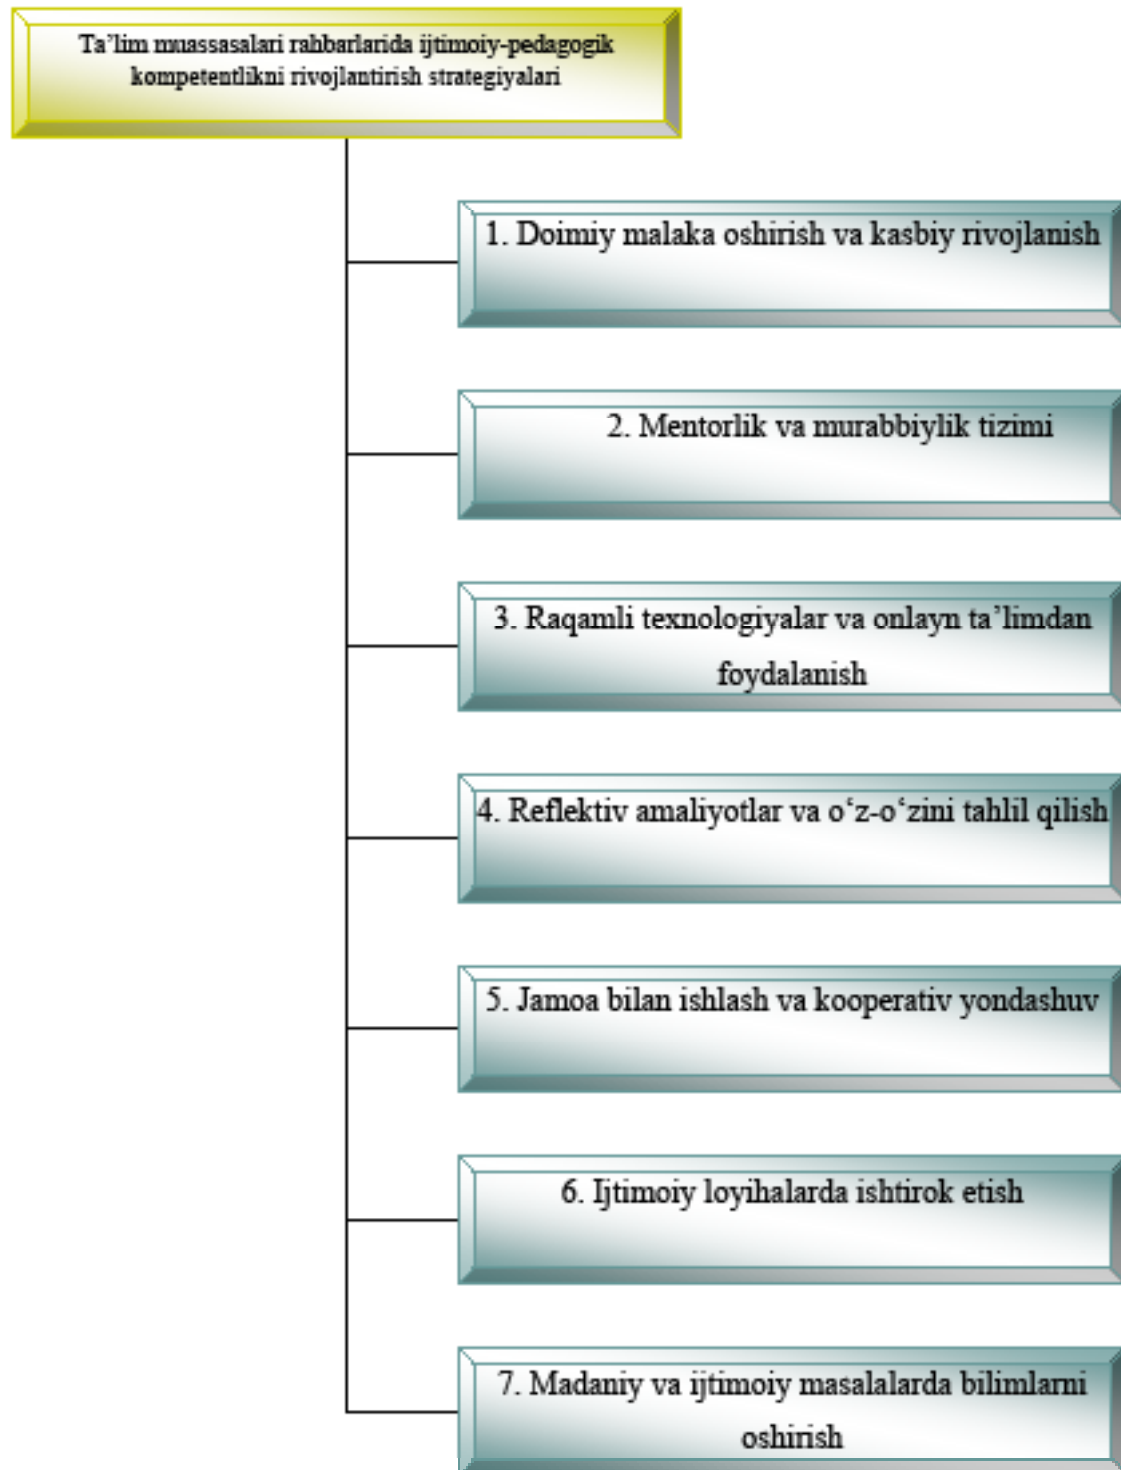 Ta’lim muassasalari rahbarlarida ijtimoiy-pedagogik
kompetentlikni rivojlantirish strategiyalari
1. Doimiy malaka oshirish va kasbiy rivojlanish
2. Mentorlik va murabbiylik tizimi
3. Raqamli texnologiyalar va onlayn ta’limdan
foydalanish
4. Reflektiv amaliyotlar va o‘z-o‘zini tahlil qilish
5. Jamoa bilan ishlash va kooperativ yondashuv
6. Ijtimoiy loyihalarda ishtirok etish
7. Madaniy va ijtimoiy masalalarda bilimlarni
oshirish